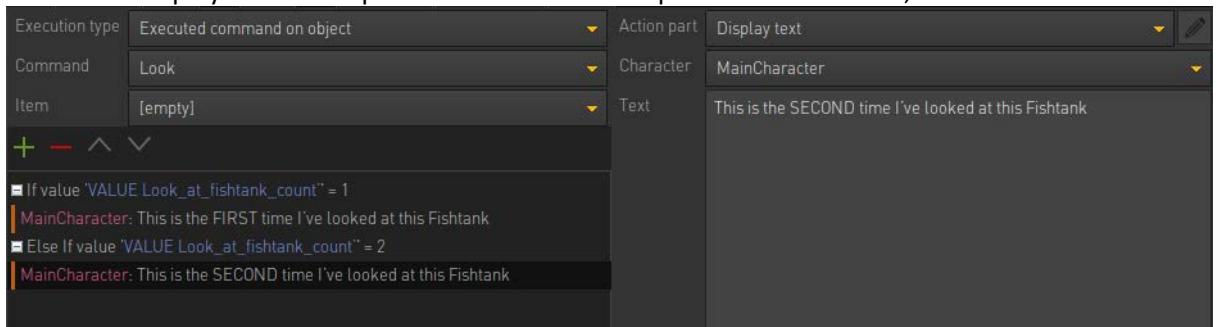 Execution type Executed command on object
Action part Display text
Command Look
Character MainCharacter
Item [empty]
Text This is the SECOND time I've looked at this Fishtank
If value 'VALUE Look_at_fishtank_count'' = 1
MainCharacter: This is the FIRST time I've looked at this Fishtank
Else If value 'VALUE Look_at_fishtank_count'' = 2
MainCharacter: This is the SECOND time I've looked at this Fishtank